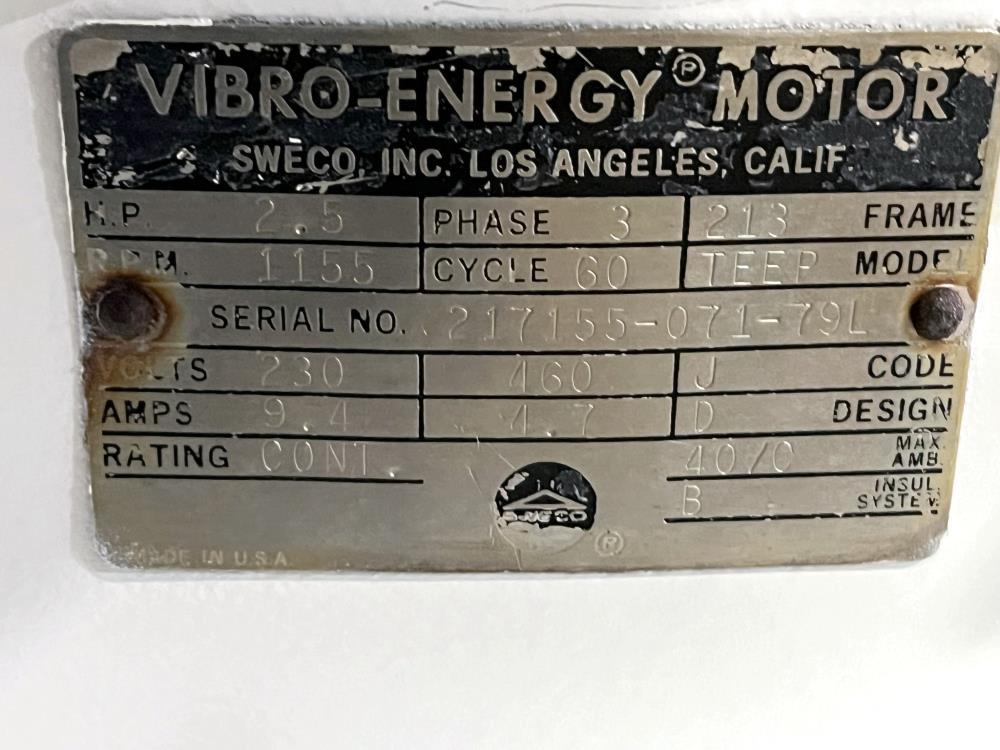 VIBRO-ENERGY ℗ MOTOR
SWECO, INC. LOS ANGELES, CALIF.
H.P. 2.5 PHASE 3 213 FRAME
R.P.M. 1155 CYCLE 60 TEEP MODEL
SERIAL NO. 217155-071-79L
VOLTS 230 460 J CODE
AMPS 9.4 4.7 D DESIGN
RATING CONT. 40/C MAX. AMB.
B INSUL. SYSTEM
SWECO ®
MADE IN U.S.A.